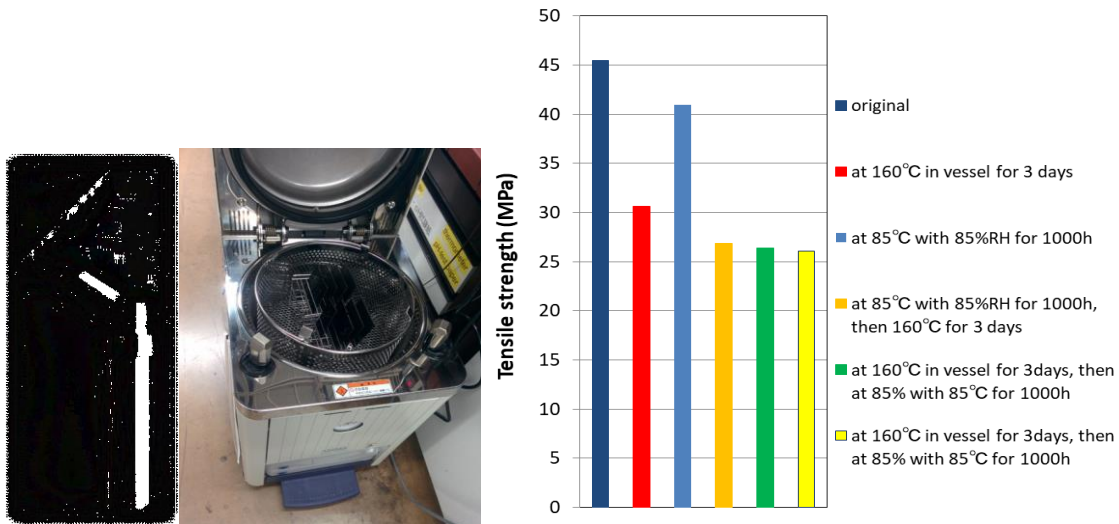 50
45
40
35
30
25
20
15
10
5
0
Tensile strength (MPa)
original
at 160℃ in vessel for 3 days
at 85℃ with 85%RH for 1000h
at 85℃ with 85%RH for 1000h,
then 160℃ for 3 days
at 160℃ in vessel for 3days, then
at 85% with 85℃ for 1000h
at 160℃ in vessel for 3days, then
at 85% with 85℃ for 1000h